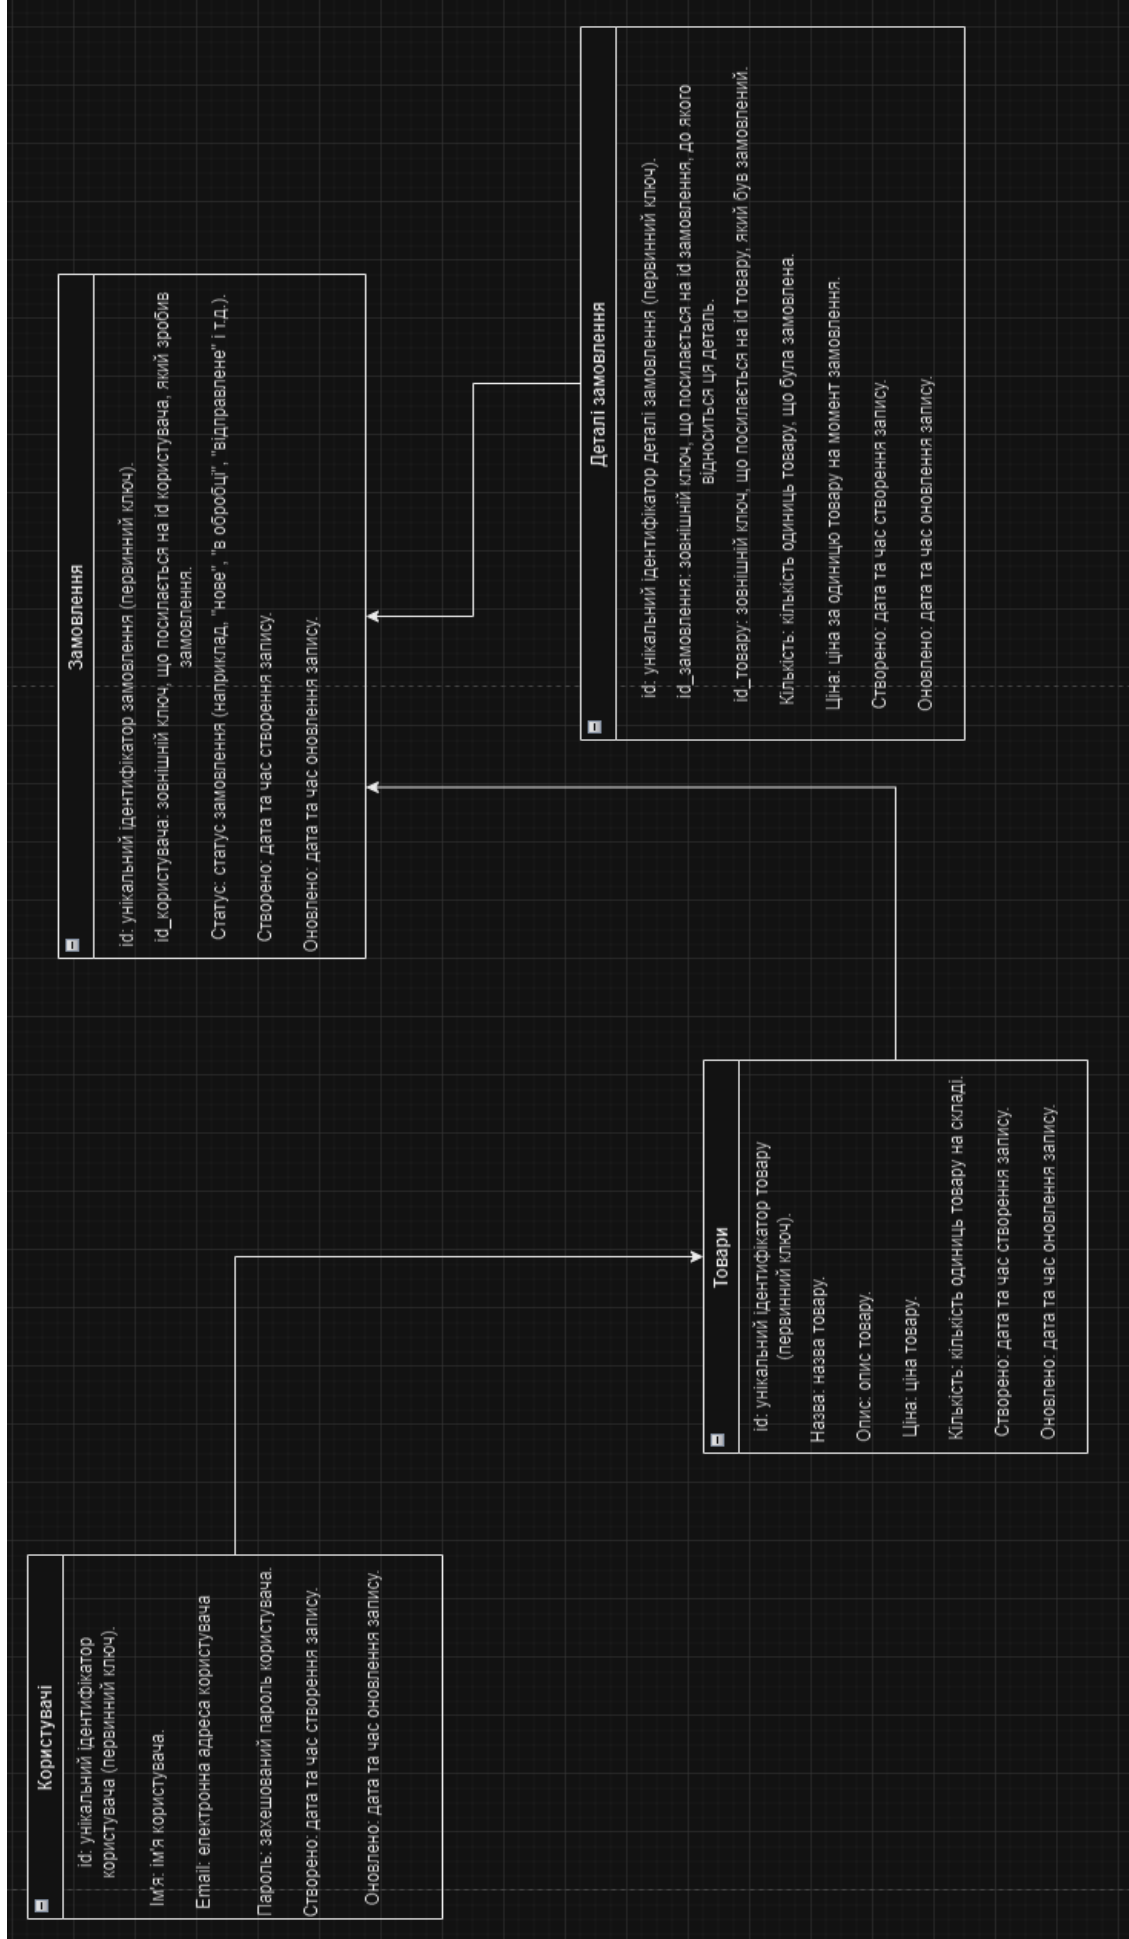 Користувачі
id: унікальний ідентифікатор
користувача (первинний ключ).
Ім'я: ім'я користувача.
Email: електронна адреса користувача
Пароль: захешований пароль користувача.
Створено: дата та час створення запису.
Оновлено: дата та час оновлення запису.
Товари
id: унікальний ідентифікатор товару
(первинний ключ).
Назва: назва товару.
Опис: опис товару.
Ціна: ціна товару.
Кількість: кількість одиниць товару на складі.
Створено: дата та час створення запису.
Оновлено: дата та час оновлення запису.
Замовлення
id: унікальний ідентифікатор замовлення (первинний ключ).
id_користувача: зовнішній ключ, що посилається на id користувача, який зробив
замовлення.
Статус: статус замовлення (наприклад, "нове", "в обробці", "відправлене" і т.д.).
Створено: дата та час створення запису.
Оновлено: дата та час оновлення запису.
Деталі замовлення
id: унікальний ідентифікатор деталі замовлення (первинний ключ).
id_замовлення: зовнішній ключ, що посилається на id замовлення, до якого
відноситься ця деталь.
id_товару: зовнішній ключ, що посилається на id товару, який був замовлений.
Кількість: кількість одиниць товару, що була замовлена.
Ціна: ціна за одиницю товару на момент замовлення.
Створено: дата та час створення запису.
Оновлено: дата та час оновлення запису.